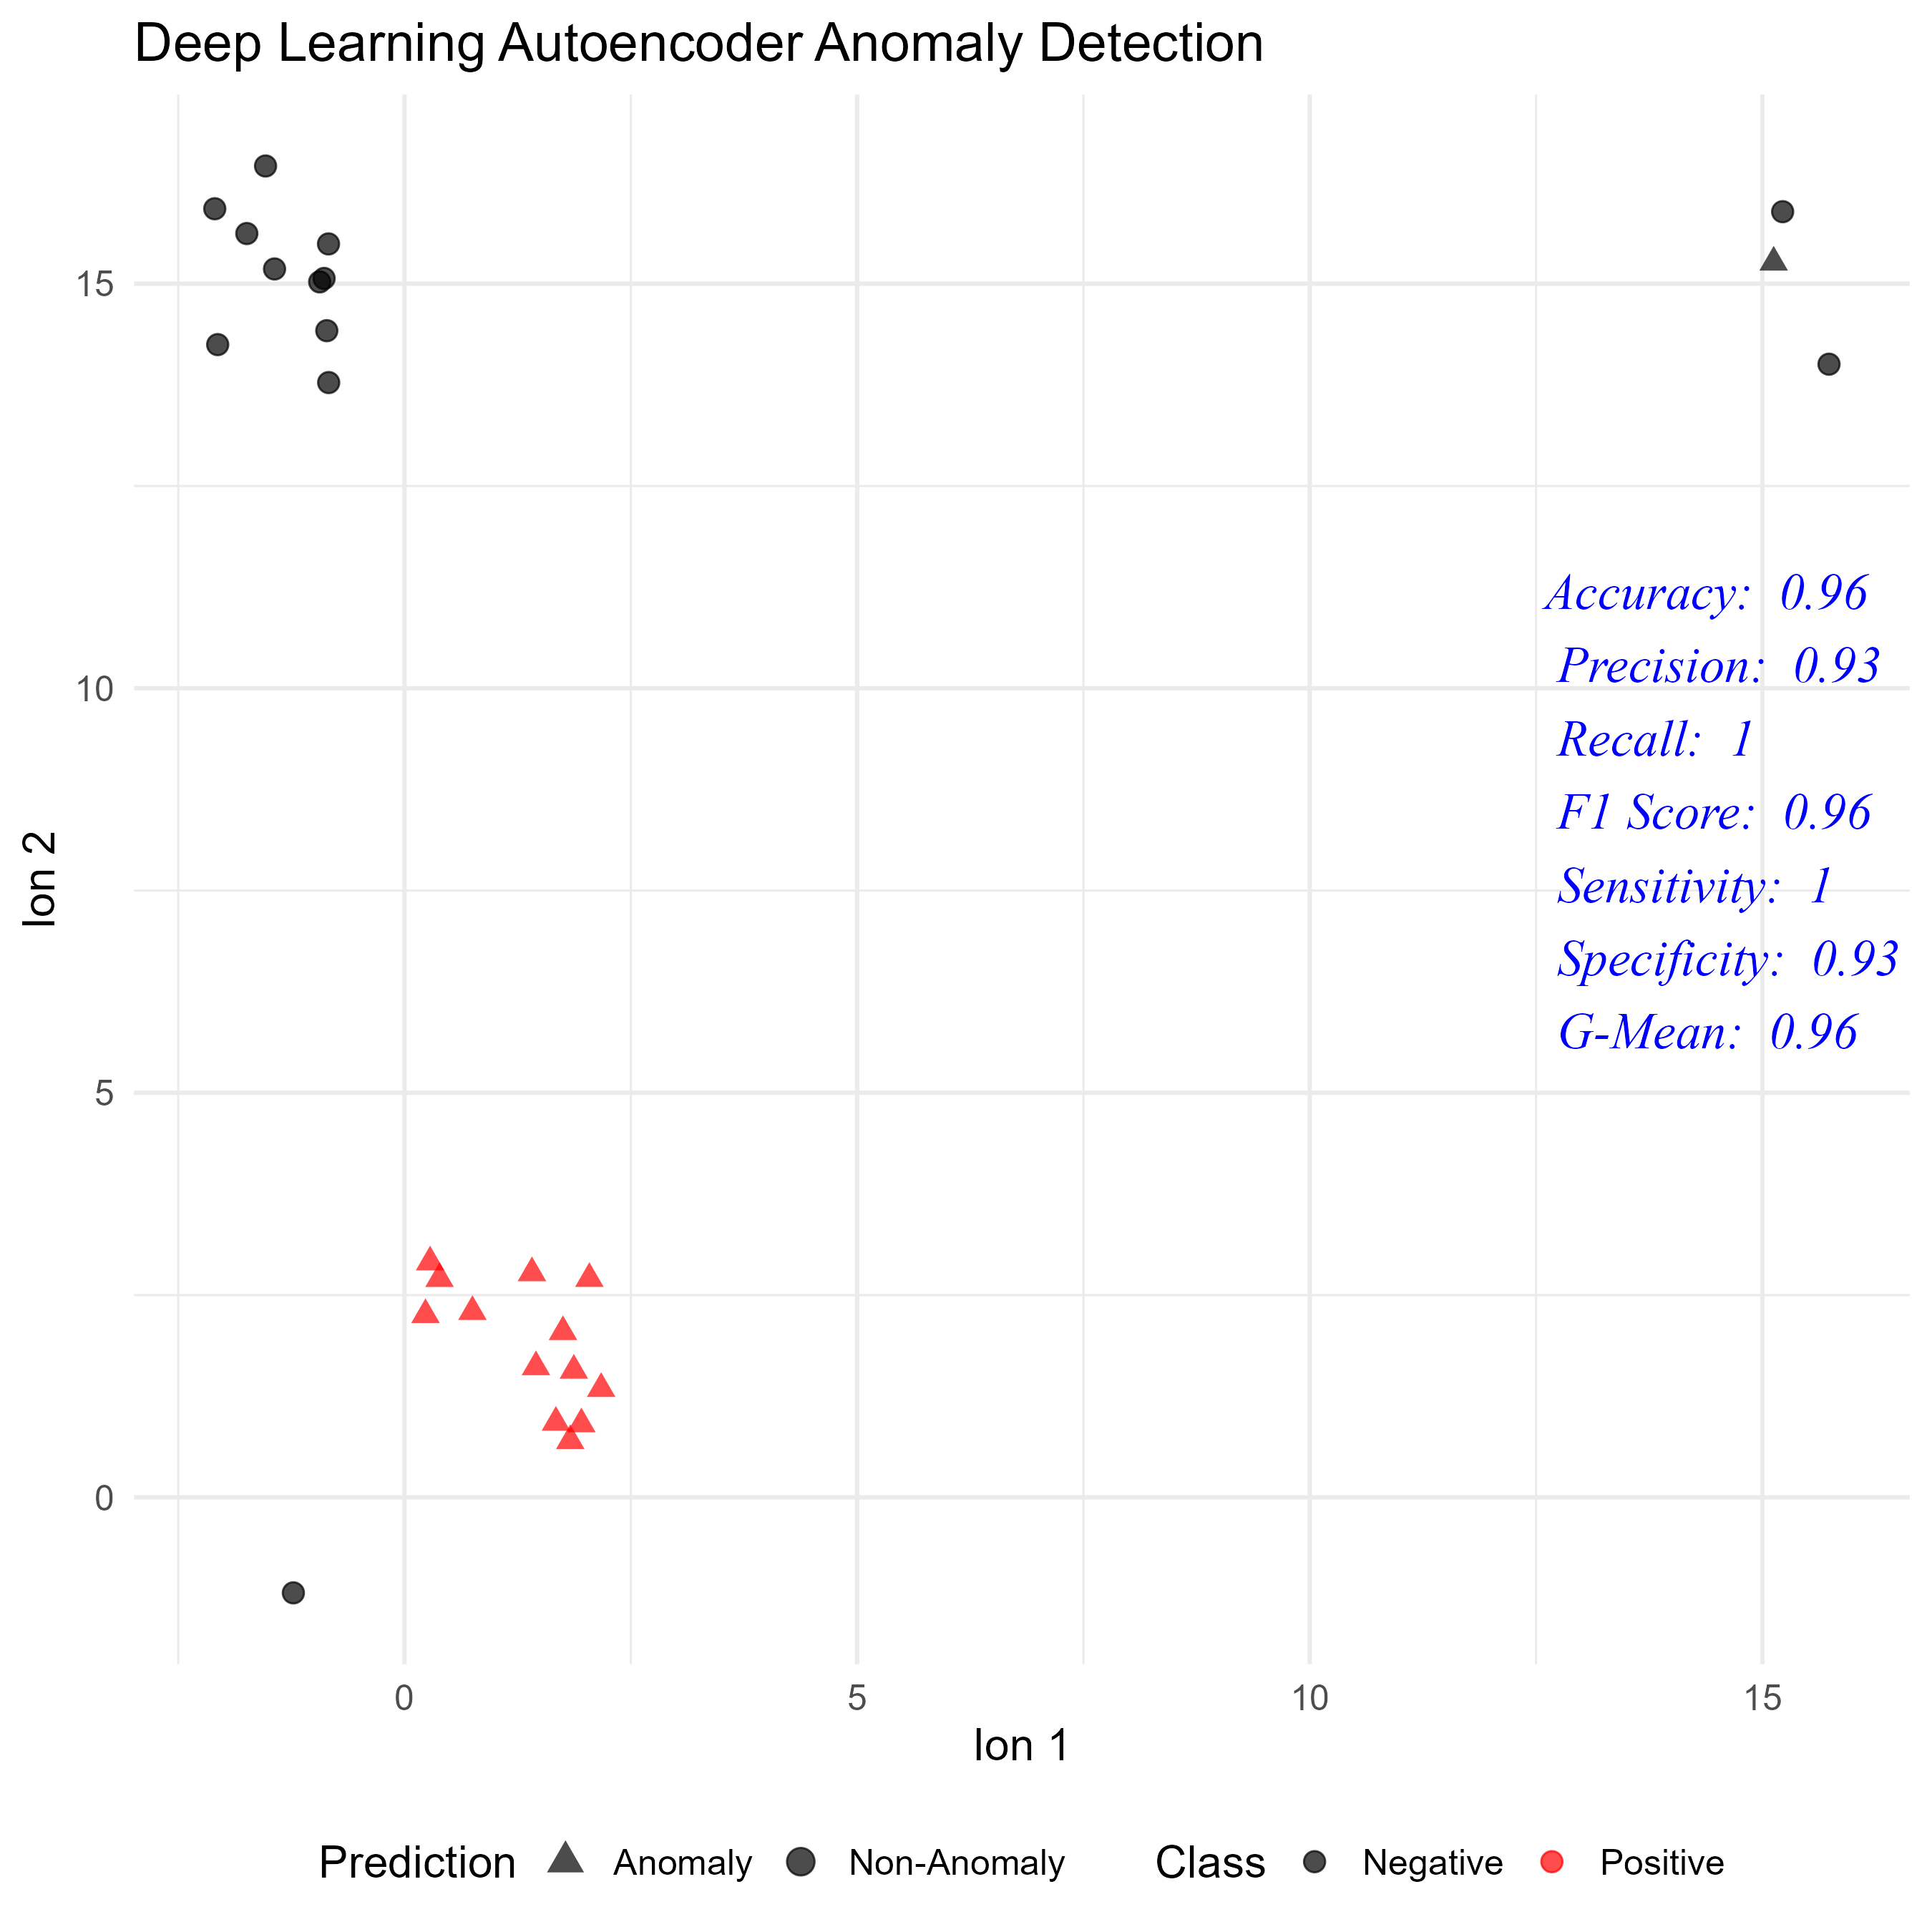 Deep Learning Autoencoder Anomaly Detection
15
10
5
0
Ion 2
Accuracy: 0.96
Precision: 0.93
Recall: 1
F1 Score: 0.96
Sensitivity: 1
Specificity: 0.93
G-Mean: 0.96
0 5 10 15
Ion 1
Prediction Anomaly Non-Anomaly Class Negative Positive